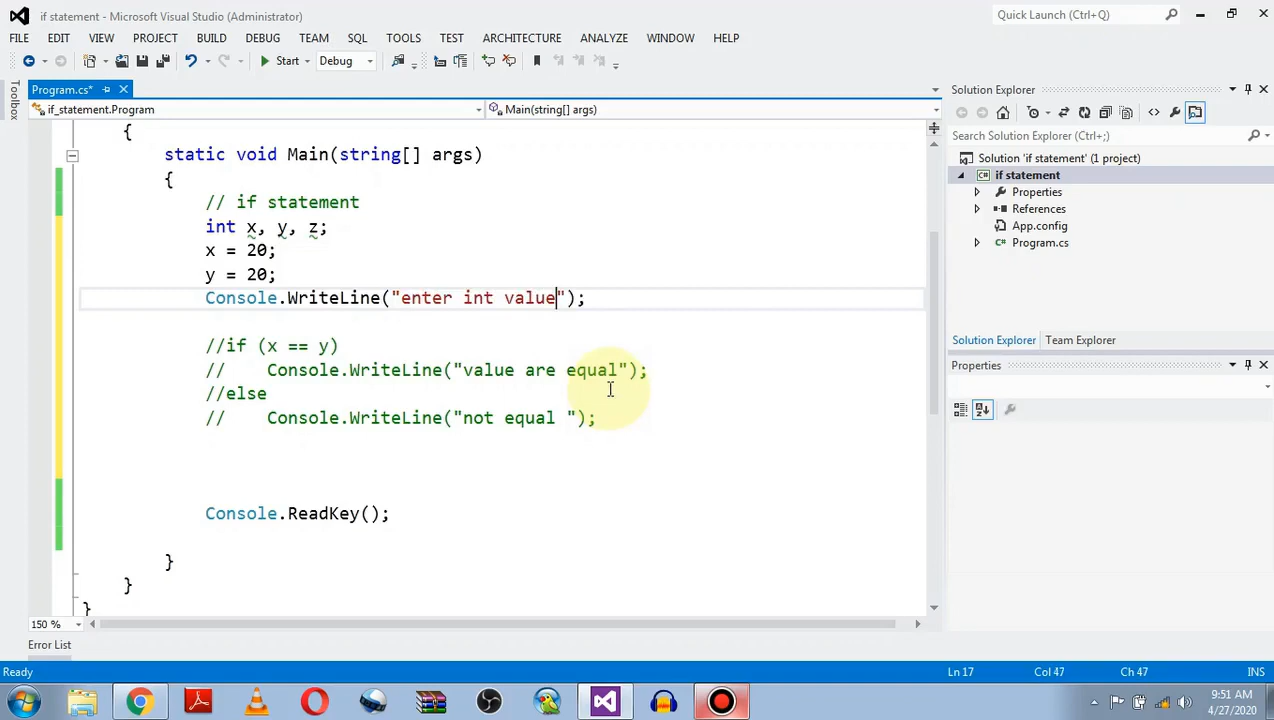 if statement - Microsoft Visual Studio (Administrator)
Quick Launch (Ctrl+Q)
FILE EDIT VIEW PROJECT BUILD DEBUG TEAM SQL TOOLS TEST ARCHITECTURE ANALYZE WINDOW HELP
Start Debug
Toolbox
Program.cs*
if_statement.Program
Main(string[] args)
{
static void Main(string[] args)
{
// if statement
int x, y, z;
x = 20;
y = 20;
Console.WriteLine("enter int value");
//if (x == y)
//    Console.WriteLine("value are equal");
//else
//    Console.WriteLine("not equal ");
Console.ReadKey();
}
}
}
150 %
Solution Explorer
Search Solution Explorer (Ctrl+;)
Solution 'if statement' (1 project)
C# if statement
Properties
References
App.config
C# Program.cs
Solution Explorer Team Explorer
Properties
Error List
Ready
Ln 17 Col 47 Ch 47 INS
9:51 AM
4/27/2020